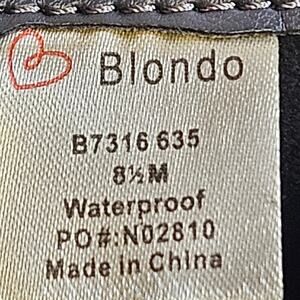 Blondo
B7316 635
8½M
Waterproof
PO#:N02810
Made in China